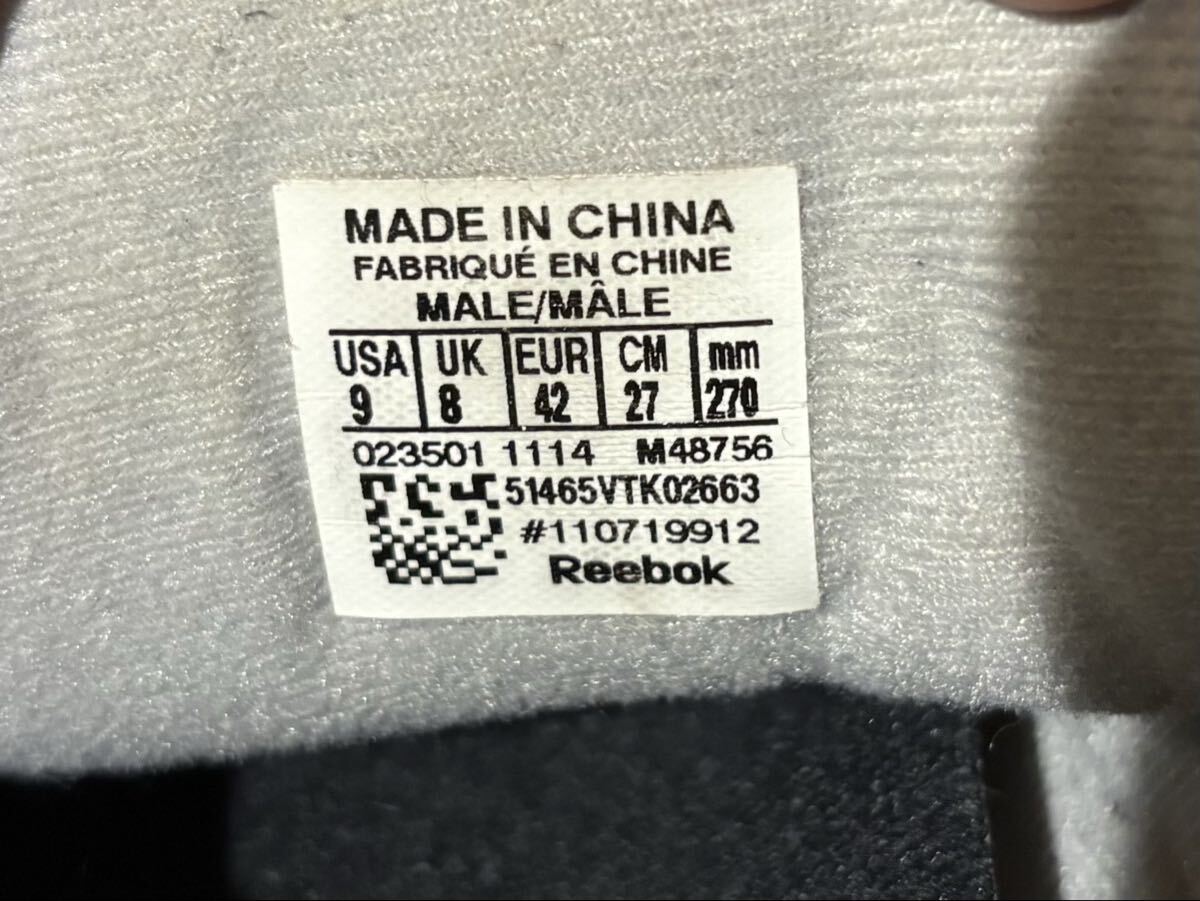 MADE IN CHINA
FABRIQUÉ EN CHINE
MALE/MÂLE
USA UK EUR CM mm
9 8 42 27 270
023501 1114 M48756
51465VTK02663
#110719912
Reebok